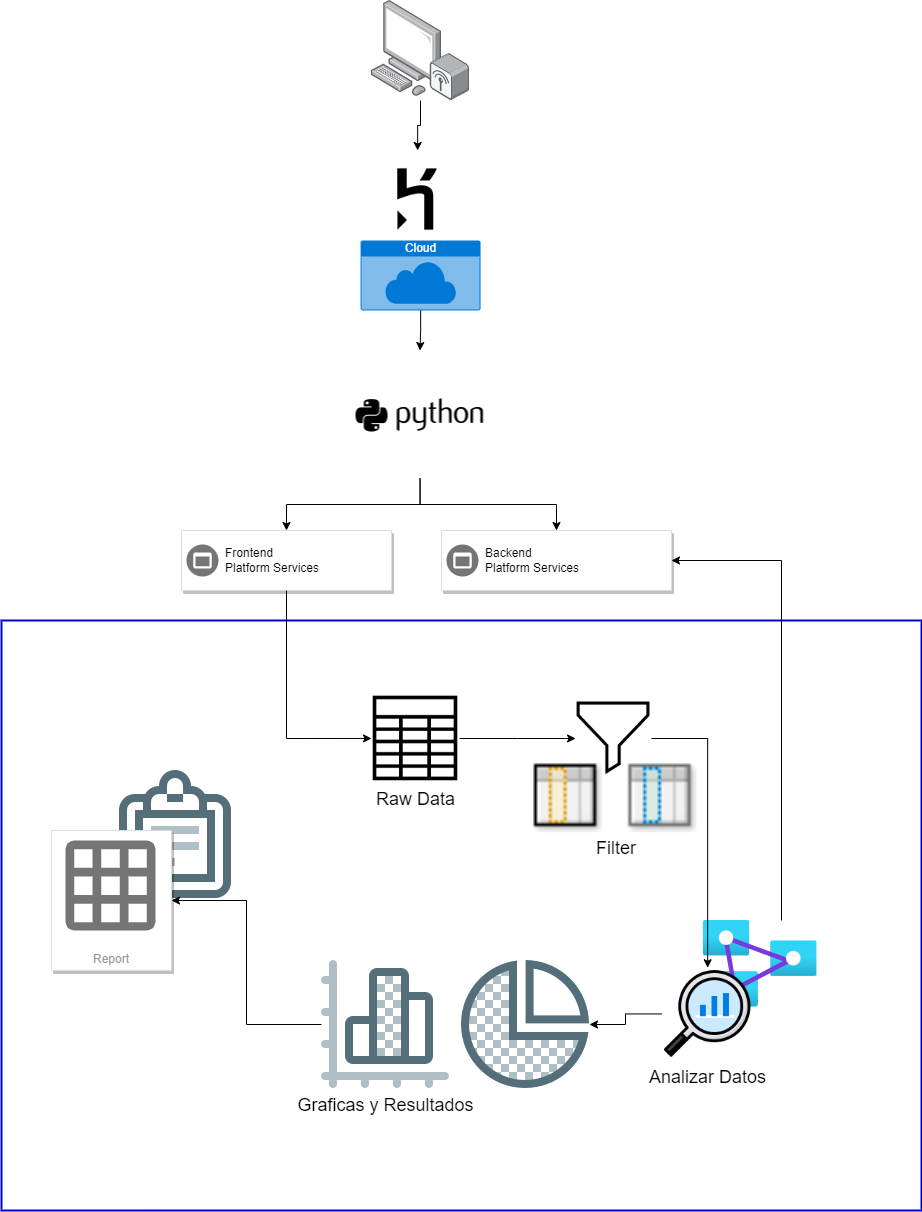 Cloud
python
Frontend
Platform Services
Backend
Platform Services
Raw Data
Filter
Report
Analizar Datos
Graficas y Resultados